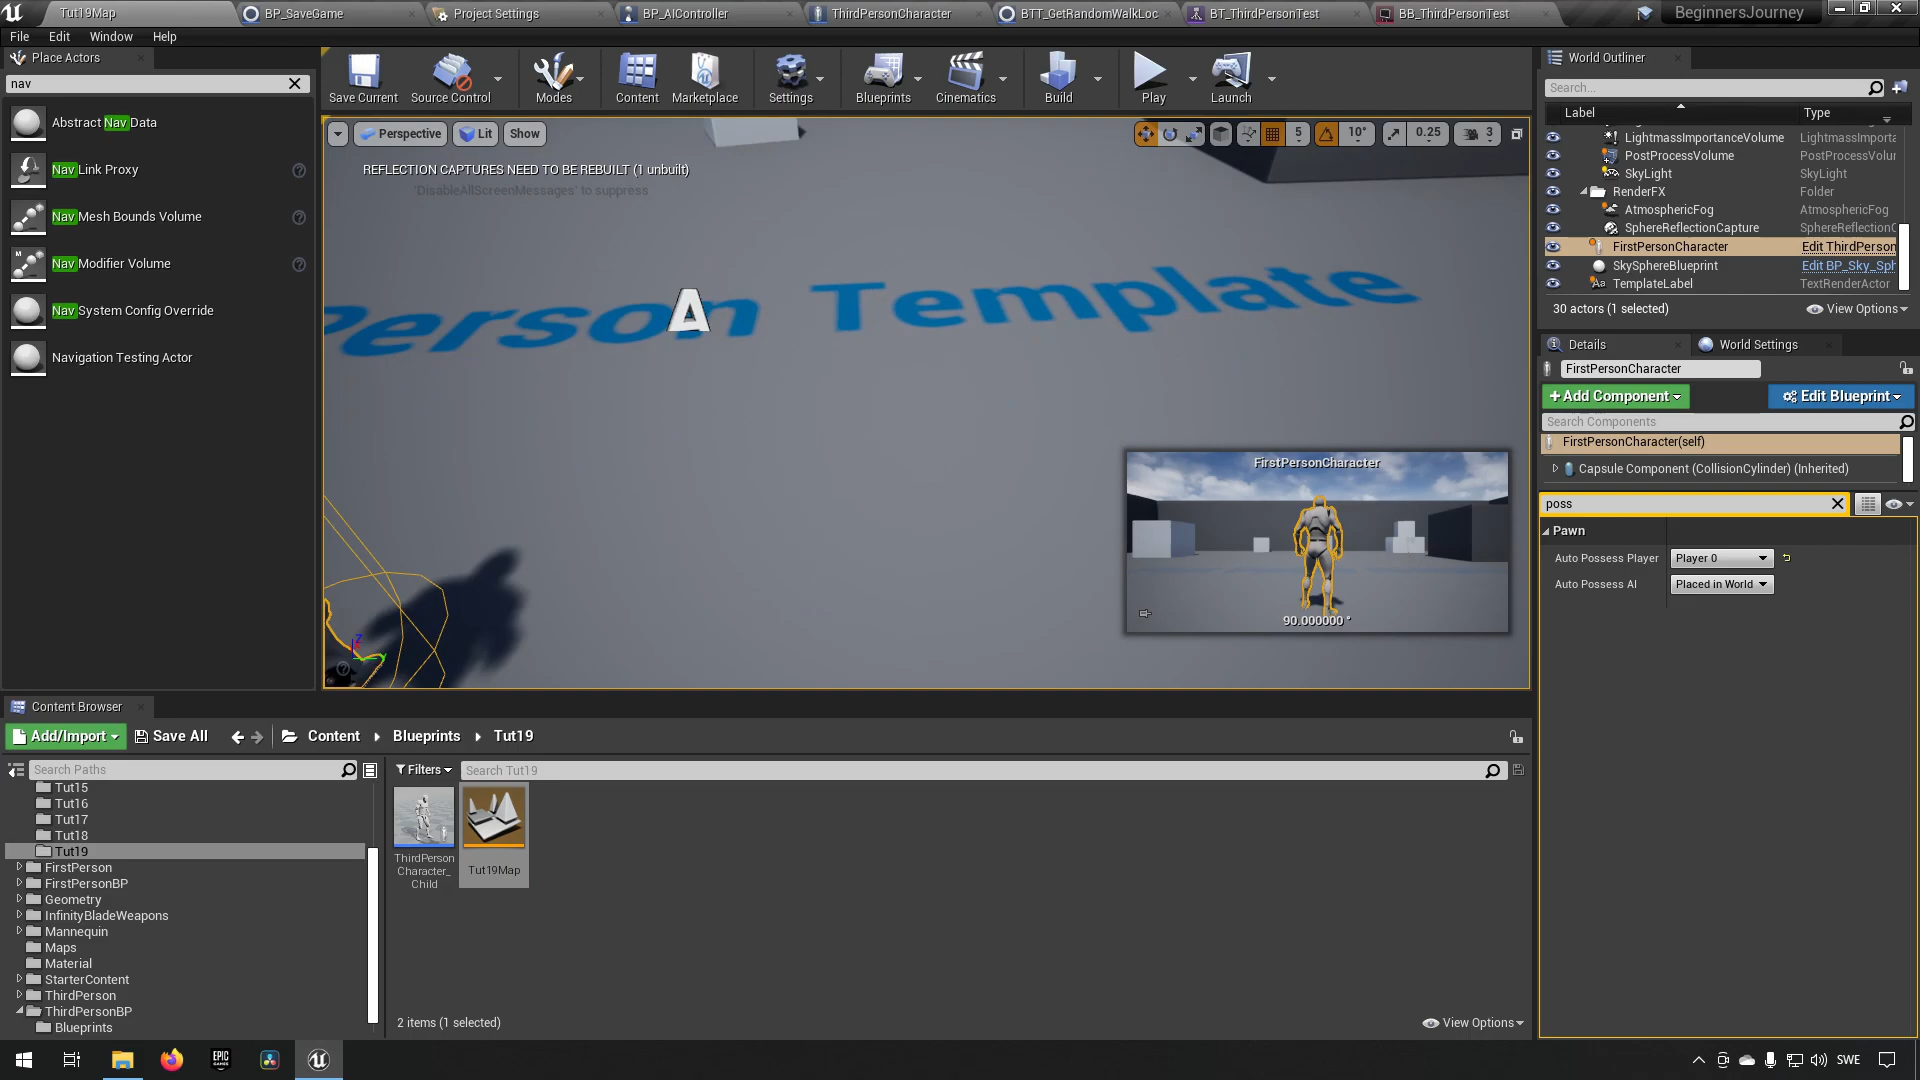 Tut19Map
BP_SaveGame
Project Settings
BP_AIController
ThirdPersonCharacter
BTT_GetRandomWalkLoc
BT_ThirdPersonTest
BB_ThirdPersonTest
BeginnersJourney
File
Edit
Window
Help
Place Actors
nav
Abstract Nav Data
Nav Link Proxy
Nav Mesh Bounds Volume
Nav Modifier Volume
Nav System Config Override
Navigation Testing Actor
Save Current
Source Control
Modes
Content
Marketplace
Settings
Blueprints
Cinematics
Build
Play
Launch
Perspective
Lit
Show
5
10°
0.25
3
REFLECTION CAPTURES NEED TO BE REBUILT (1 unbuilt)
'DisableAllScreenMessages' to suppress
Person Template
FirstPersonCharacter
90.000000 °
Z
World Outliner
Search...
Label
Type
LightmassImportanceVolume
LightmassImporta
PostProcessVolume
PostProcessVolur
SkyLight
SkyLight
RenderFX
Folder
AtmosphericFog
AtmosphericFog
SphereReflectionCapture
SphereReflectionC
FirstPersonCharacter
Edit ThirdPerson
SkySphereBlueprint
Edit BP_Sky_Sph
TemplateLabel
TextRenderActor
30 actors (1 selected)
View Options
Details
World Settings
FirstPersonCharacter
+Add Component
Edit Blueprint
Search Components
FirstPersonCharacter(self)
Capsule Component (CollisionCylinder) (Inherited)
poss
Pawn
Auto Possess Player
Player 0
Auto Possess AI
Placed in World
Content Browser
Add/Import
Save All
Content
Blueprints
Tut19
Search Paths
Filters
Search Tut19
Tut15
Tut16
Tut17
Tut18
Tut19
FirstPerson
FirstPersonBP
Geometry
InfinityBladeWeapons
Mannequin
Maps
Material
StarterContent
ThirdPerson
ThirdPersonBP
Blueprints
ThirdPerson
Character_
Child
Tut19Map
2 items (1 selected)
View Options
EPIC
GAMES
SWE